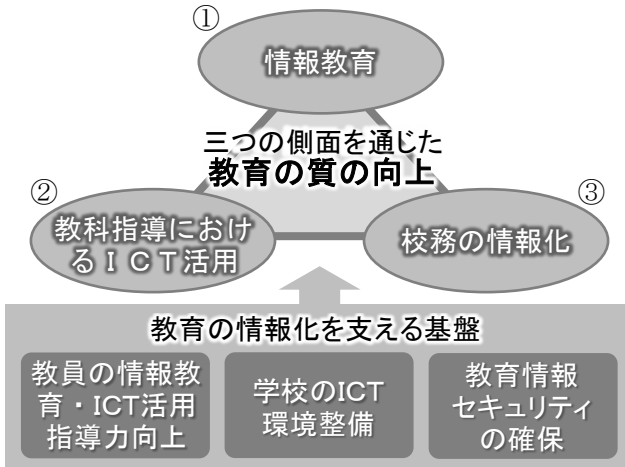 ①
情報教育
三つの側面を通じた
教育の質の向上
②
教科指導におけ
るＩＣＴ活用
③
校務の情報化
教育の情報化を支える基盤
教員の情報教
育・ICT活用
指導力向上
学校のICT
環境整備
教育情報
セキュリティ
の確保